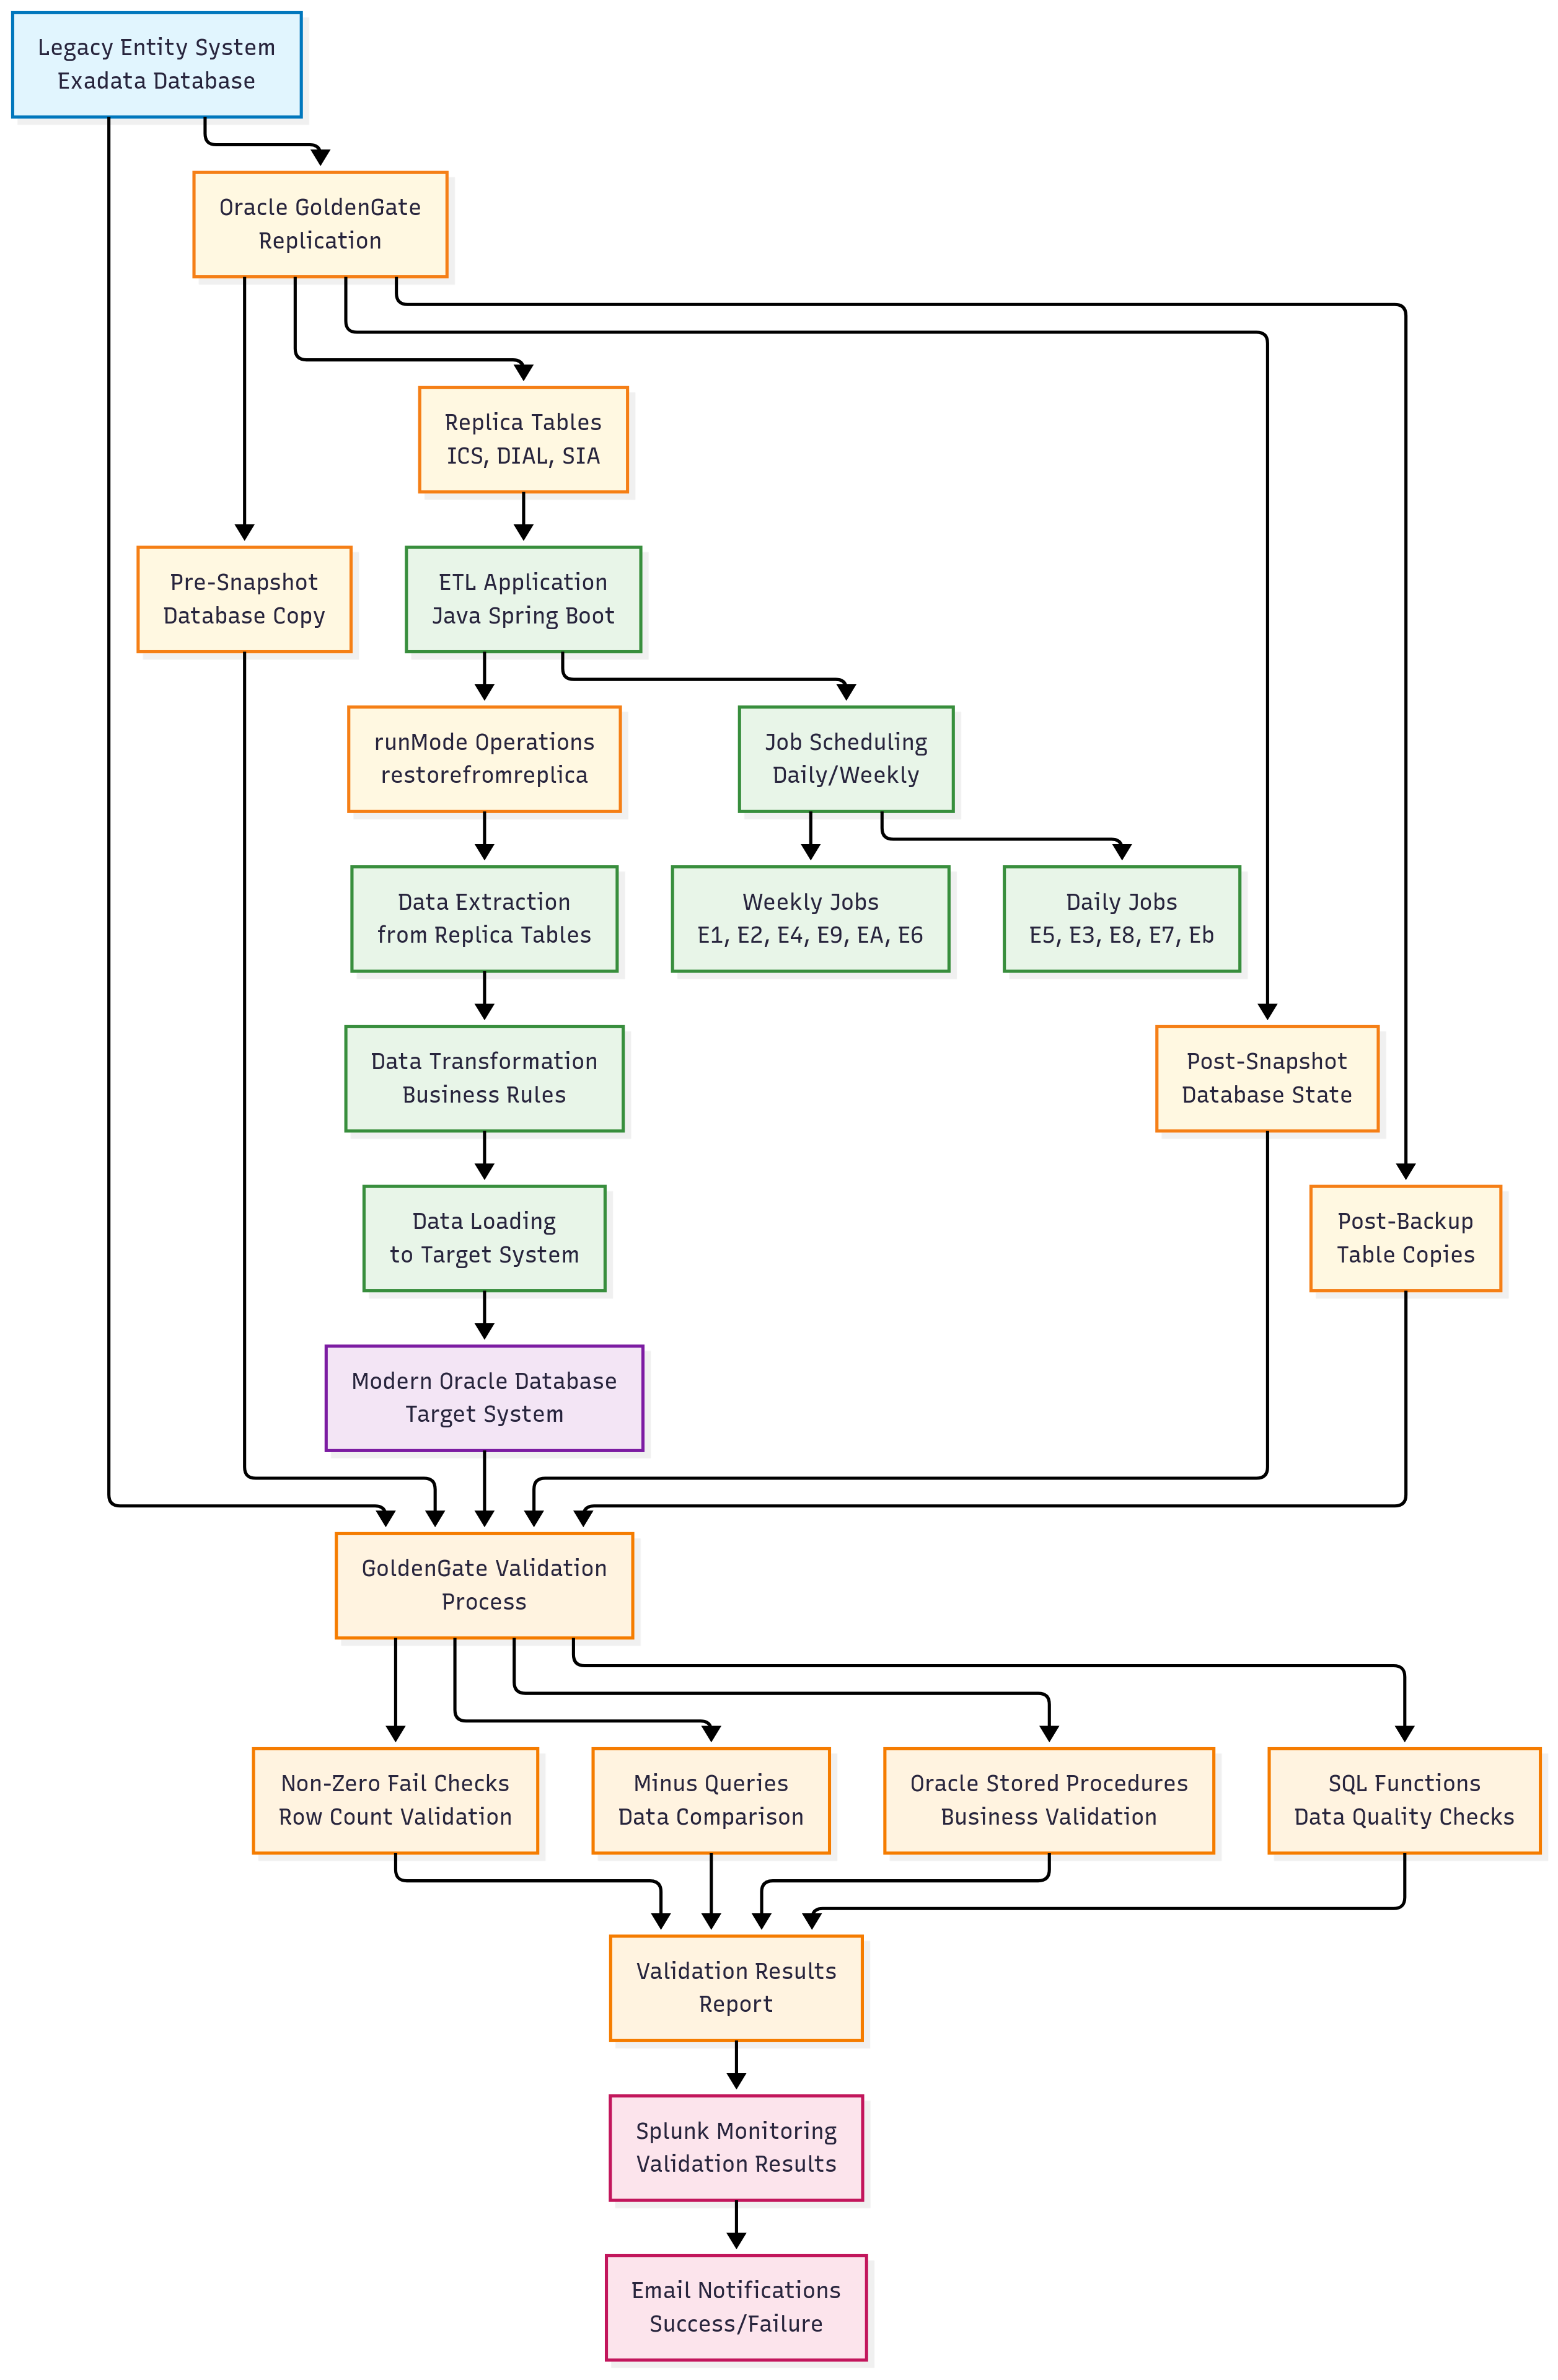 Legacy Entity System
Exadata Database
Oracle GoldenGate
Replication
Replica Tables
ICS, DIAL, SIA
Pre-Snapshot
Database Copy
ETL Application
Java Spring Boot
runMode Operations
restorefromreplica
Job Scheduling
Daily/Weekly
Data Extraction
from Replica Tables
Weekly Jobs
E1, E2, E4, E9, EA, E6
Daily Jobs
E5, E3, E8, E7, Eb
Data Transformation
Business Rules
Post-Snapshot
Database State
Data Loading
to Target System
Post-Backup
Table Copies
Modern Oracle Database
Target System
GoldenGate Validation
Process
Non-Zero Fail Checks
Row Count Validation
Minus Queries
Data Comparison
Oracle Stored Procedures
Business Validation
SQL Functions
Data Quality Checks
Validation Results
Report
Splunk Monitoring
Validation Results
Email Notifications
Success/Failure